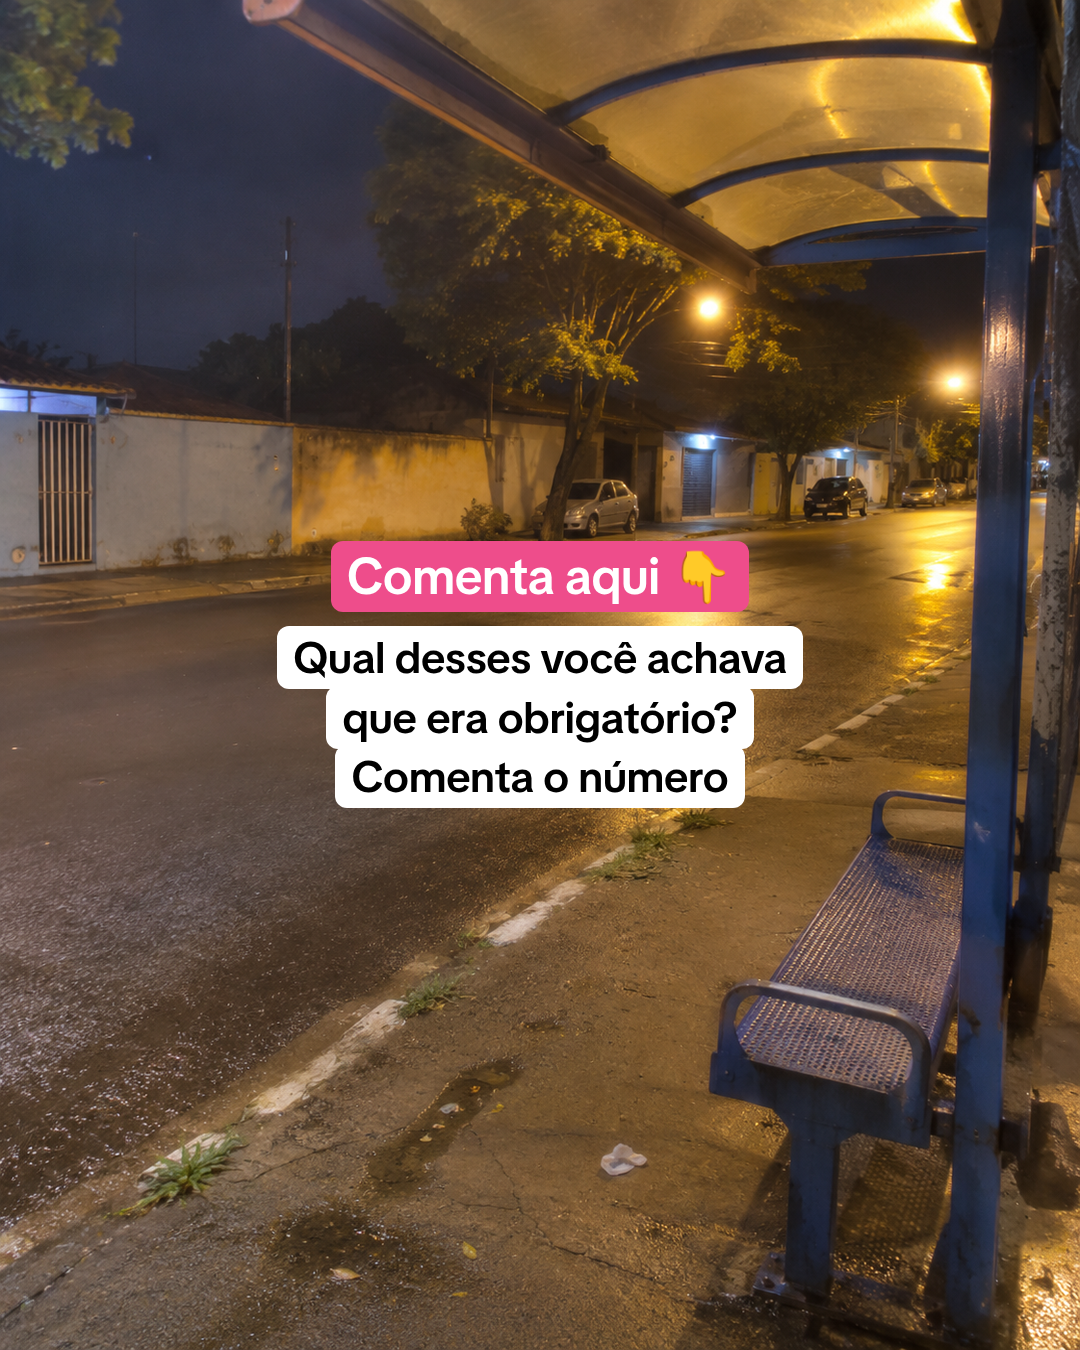 Comenta aqui 👇
Qual desses você achava
que era obrigatório?
Comenta o número